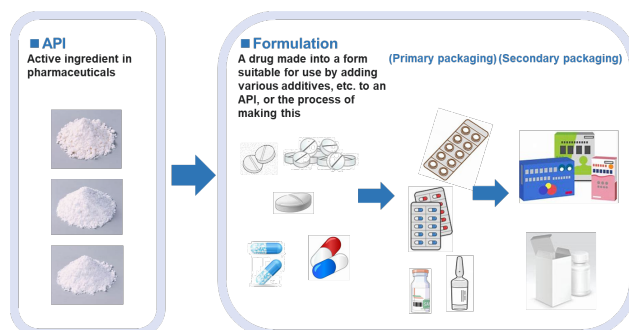 ■ API
Active ingredient in
pharmaceuticals
■ Formulation
A drug made into a form
suitable for use by adding
various additives, etc. to an
API, or the process of
making this
(Primary packaging) (Secondary packaging)